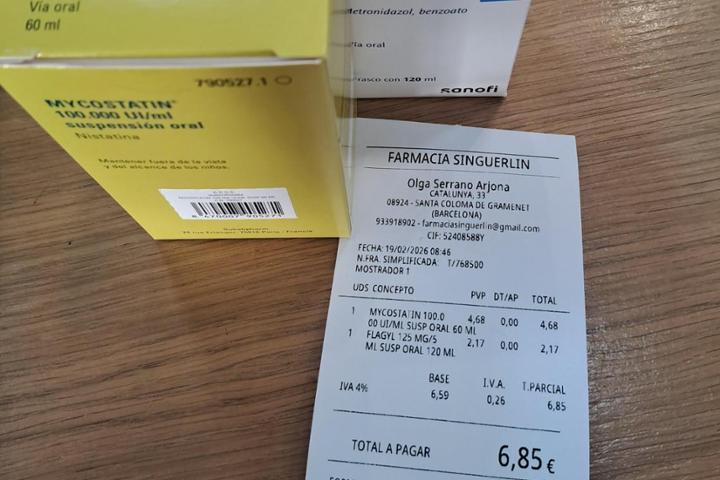 Vía oral
60 ml
790527.1
MYCOSTATIN®
100.000 UI/ml
suspensión oral
Nistatina
Mantener fuera de la vista
y del alcance de los niños.
Metronidazol, benzoato
Vía oral
Frasco con 120 ml
sanofi
FARMACIA SINGUERLIN
Olga Serrano Arjona
CATALUNYA, 33
08924 - SANTA COLOMA DE GRAMENET
(BARCELONA)
933918902 - farmaciasinguerlin@gmail.com
CIF: 52408588Y
FECHA: 19/02/2026 08:46
N.FRA. SIMPLIFICADA: T/768500
MOSTRADOR 1
UDS CONCEPTO PVP DT/AP TOTAL
1 MYCOSTATIN 100.0 4,68 0,00 4,68
00 UI/ML SUSP ORAL 60 ML
1 FLAGYL 125 MG/5 2,17 0,00 2,17
ML SUSP ORAL 120 ML
BASE I.V.A. T.PARCIAL
IVA 4% 6,59 0,26 6,85
TOTAL A PAGAR 6,85 €